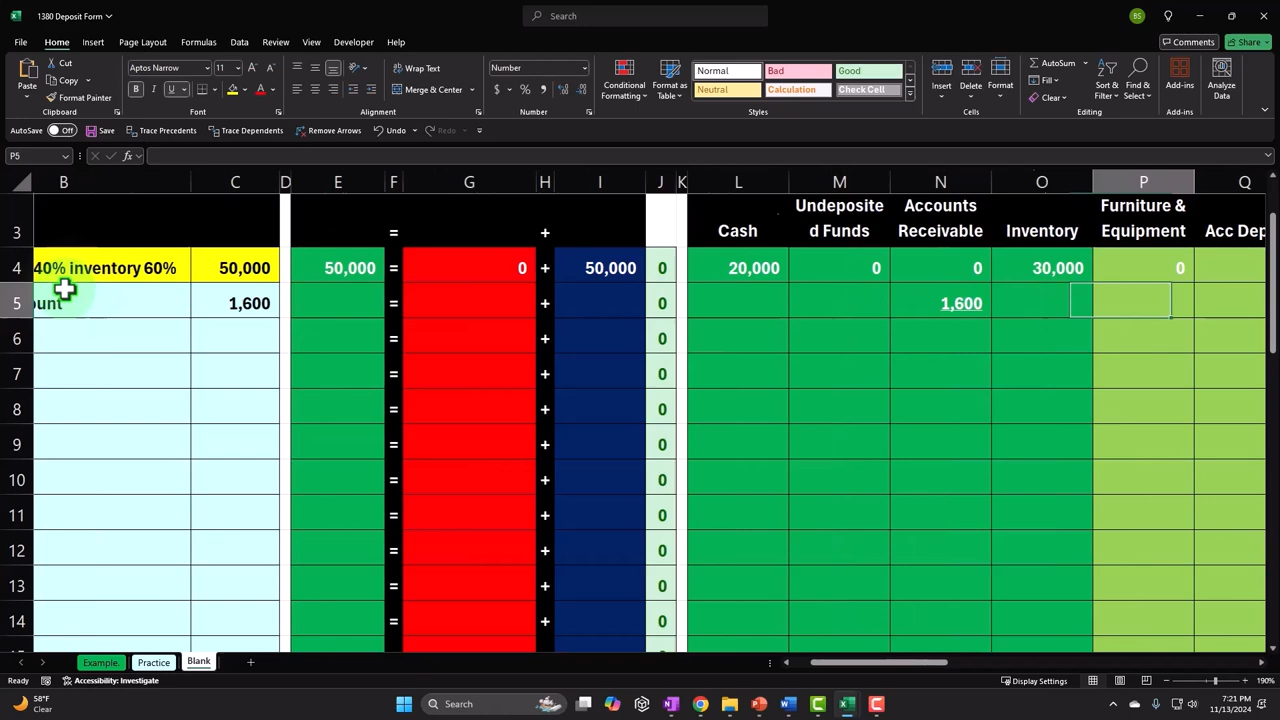 1380 Deposit Form
Search
BS
File Home Insert Page Layout Formulas Data Review View Developer Help
Comments Share
Paste Cut Copy Format Painter
Aptos Narrow 11
Wrap Text
Merge & Center
Number
Conditional Formatting
Format as Table
Normal Bad Good
Neutral Calculation Check Cell
Insert Delete Format
AutoSum Fill Clear
Sort & Filter
Find & Select
Add-ins
Analyze Data
Clipboard Font Alignment Number Styles Cells Editing Add-ins
AutoSave Off Save Trace Precedents Trace Dependents Remove Arrows Undo Redo
P5 fx
B C D E F G H I J K L M N O P Q
3 = + Cash Undeposite d Funds Accounts Receivable Inventory Furniture & Equipment Acc Dep
4 40% inventory 60% 50,000 50,000 = 0 + 50,000 0 20,000 0 0 30,000 0
5 ount 1,600 = + 0 1,600
6 = + 0
7 = + 0
8 = + 0
9 = + 0
10 = + 0
11 = + 0
12 = + 0
13 = + 0
14 = + 0
Example. Practice Blank
Ready Accessibility: Investigate Display Settings 190%
58°F
Clear
Search
7:21 PM
11/13/2024